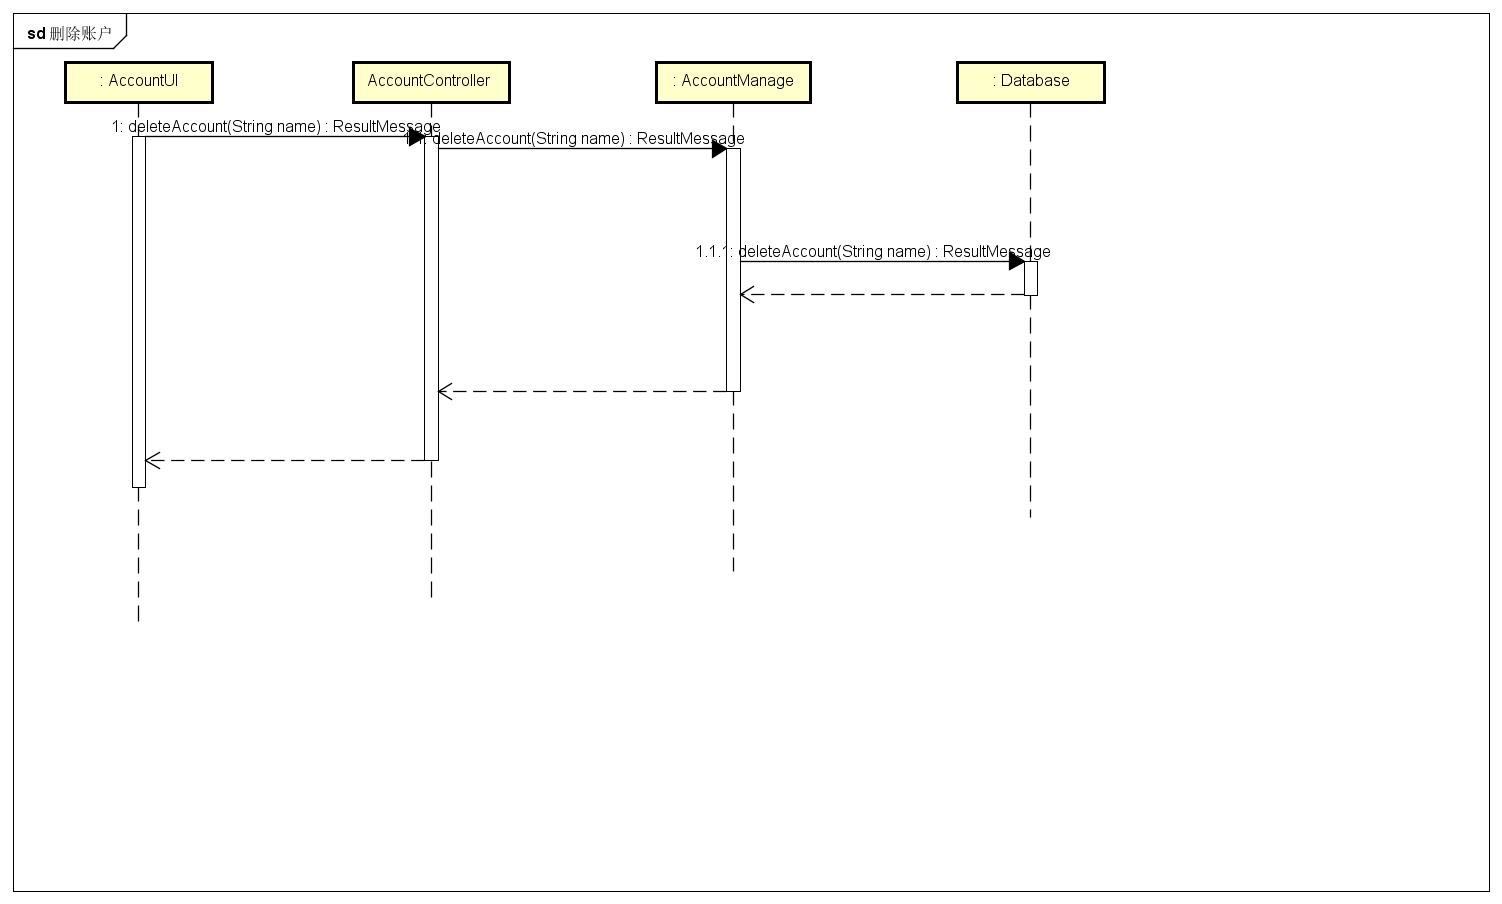 sd 删除账户
: AccountUI
AccountController
: AccountManage
: Database
1: deleteAccount(String name) : ResultMessage
1.1: deleteAccount(String name) : ResultMessage
1.1.1: deleteAccount(String name) : ResultMessage